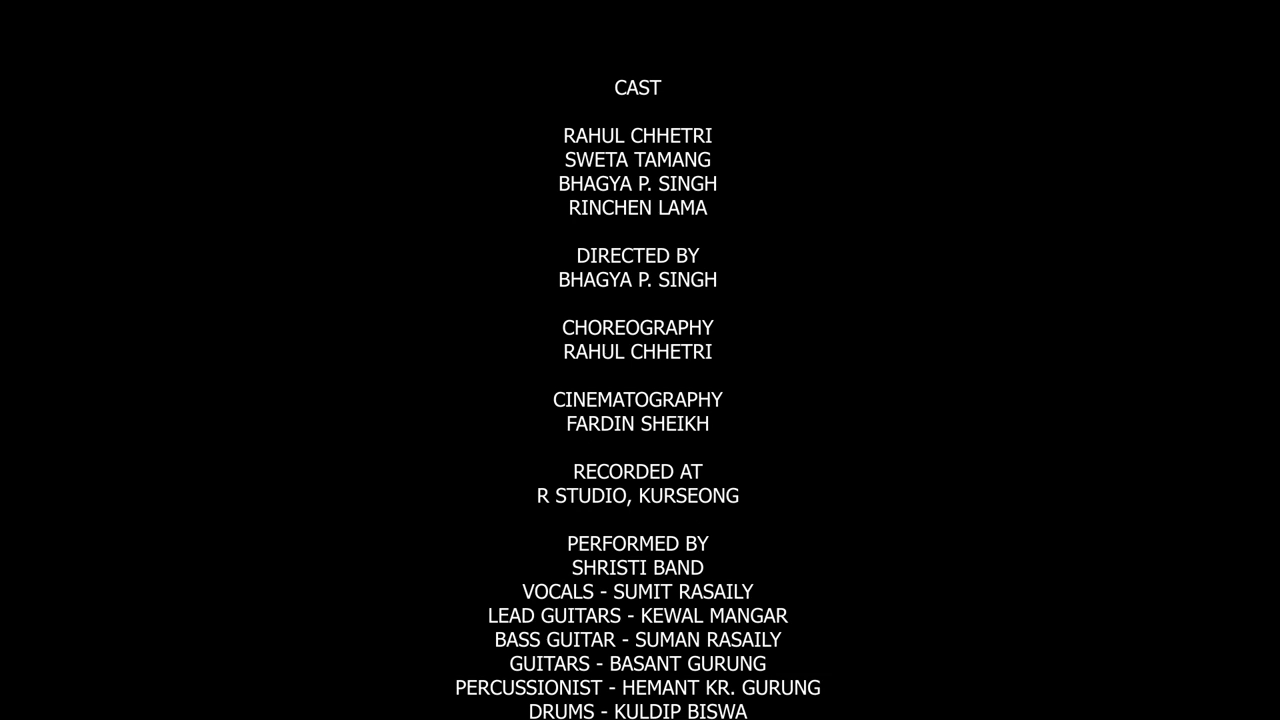 CAST
RAHUL CHHETRI
SWETA TAMANG
BHAGYA P. SINGH
RINCHEN LAMA
DIRECTED BY
BHAGYA P. SINGH
CHOREOGRAPHY
RAHUL CHHETRI
CINEMATOGRAPHY
FARDIN SHEIKH
RECORDED AT
R STUDIO, KURSEONG
PERFORMED BY
SHRISTI BAND
VOCALS - SUMIT RASAILY
LEAD GUITARS - KEWAL MANGAR
BASS GUITAR - SUMAN RASAILY
GUITARS - BASANT GURUNG
PERCUSSIONIST - HEMANT KR. GURUNG
DRUMS - KULDIP BISWA